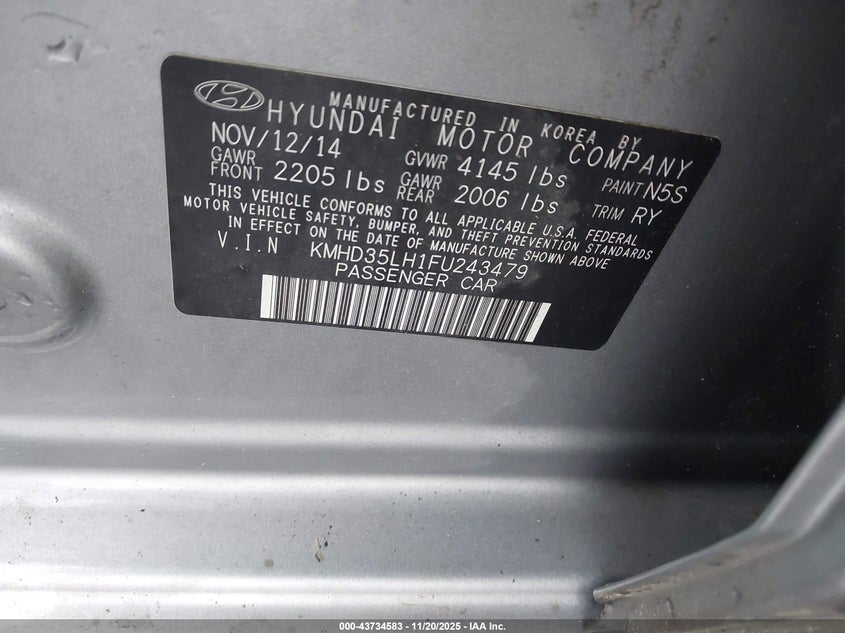 MANUFACTURED IN KOREA BY
HYUNDAI MOTOR COMPANY
NOV/12/14 GVWR 4145 lbs PAINT N5S
GAWR FRONT 2205 lbs GAWR REAR 2006 lbs TRIM RY
THIS VEHICLE CONFORMS TO ALL APPLICABLE U.S.A. FEDERAL
MOTOR VEHICLE SAFETY, BUMPER, AND THEFT PREVENTION STANDARDS
IN EFFECT ON THE DATE OF MANUFACTURE SHOWN ABOVE
V.I.N KMHD35LH1FU243479
PASSENGER CAR
000-43734583 - 11/20/2025 - IAA Inc.